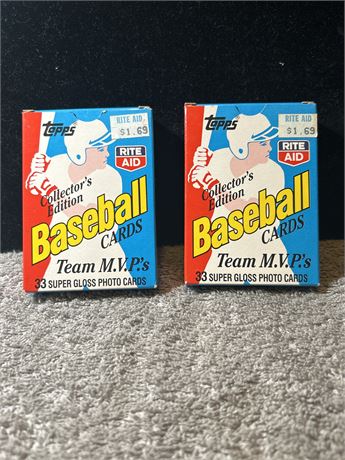 Topps
RITE AID
$1.69
RITE
AID
Collector's
Edition
Baseball
CARDS
Team M.V.P.'s
33 SUPER GLOSS PHOTO CARDS
Topps
RITE AID
$1.69
RITE
AID
Collector's
Edition
Baseball
CARDS
Team M.V.P.'s
33 SUPER GLOSS PHOTO CARDS